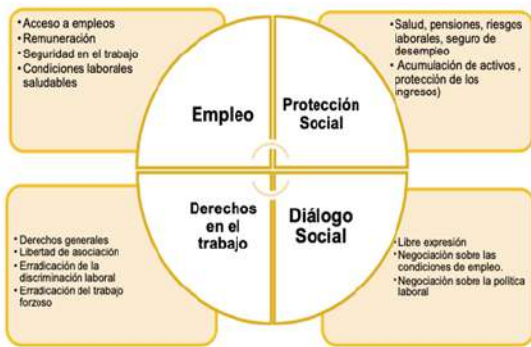 • Acceso a empleos
• Remuneración
• Seguridad en el trabajo
• Condiciones laborales
saludables
• Salud, pensiones, riesgos
laborales, seguro de
desempleo
• Acumulación de activos ,
protección de los
ingresos)
Empleo
Protección
Social
Derechos
en el
trabajo
Diálogo
Social
• Derechos generales
• Libertad de asociación
• Erradicación de la
discriminación laboral
• Erradicación del trabajo
forzoso
• Libre expresión
• Negociación sobre las
condiciones de empleo.
• Negociación sobre la política
laboral